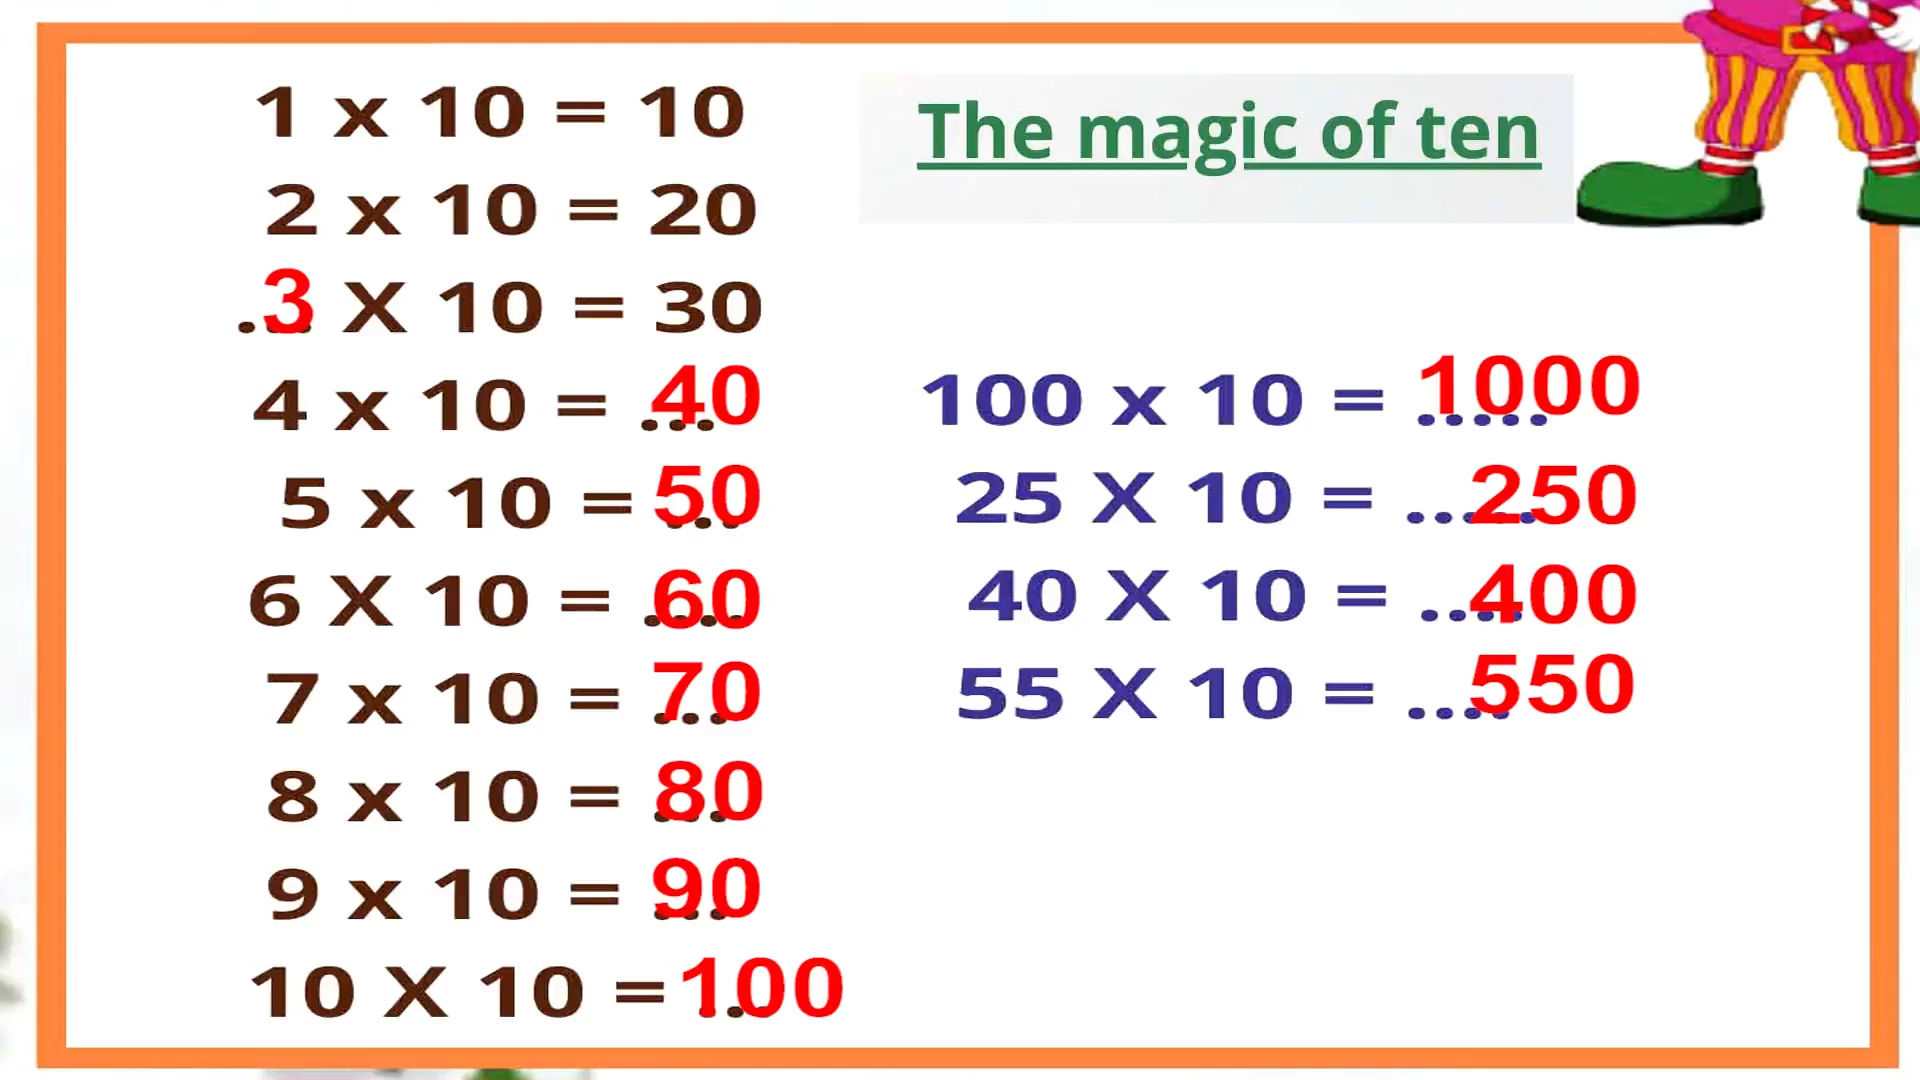 The magic of ten
1 x 10 = 10
2 x 10 = 20
...3 X 10 = 30
4 x 10 = ...40
5 x 10 = ...50
6 X 10 = ....60
7 x 10 = ...70
8 x 10 = ...80
9 x 10 = ...90
10 X 10 = ...100
100 x 10 = .....1000
25 X 10 = .....250
40 X 10 = ....400
55 X 10 = ....550